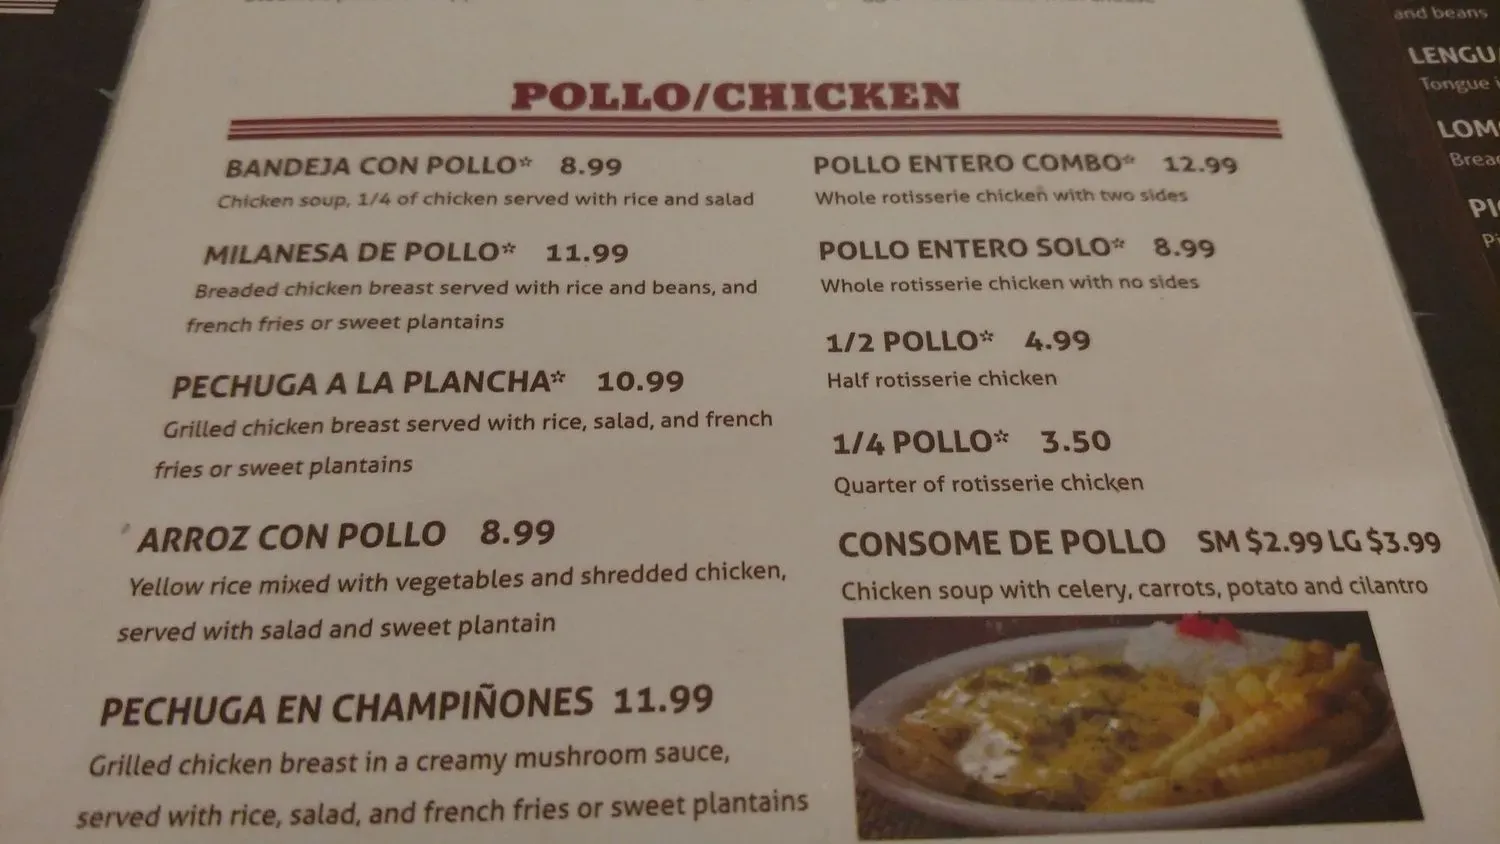 POLLO/CHICKEN
BANDEJA CON POLLO☆ 8.99
Chicken soup, 1/4 of chicken served with rice and salad
MILANESA DE POLLO☆ 11.99
Breaded chicken breast served with rice and beans, and
french fries or sweet plantains
PECHUGA A LA PLANCHA☆ 10.99
Grilled chicken breast served with rice, salad, and french
fries or sweet plantains
ARROZ CON POLLO 8.99
Yellow rice mixed with vegetables and shredded chicken,
served with salad and sweet plantain
PECHUGA EN CHAMPIÑONES 11.99
Grilled chicken breast in a creamy mushroom sauce,
served with rice, salad, and french fries or sweet plantains
POLLO ENTERO COMBO☆ 12.99
Whole rotisserie chicken with two sides
POLLO ENTERO SOLO☆ 8.99
Whole rotisserie chicken with no sides
1/2 POLLO☆ 4.99
Half rotisserie chicken
1/4 POLLO☆ 3.50
Quarter of rotisserie chicken
CONSOME DE POLLO SM $2.99 LG $3.99
Chicken soup with celery, carrots, potato and cilantro
and beans
LENGUA
Tongue